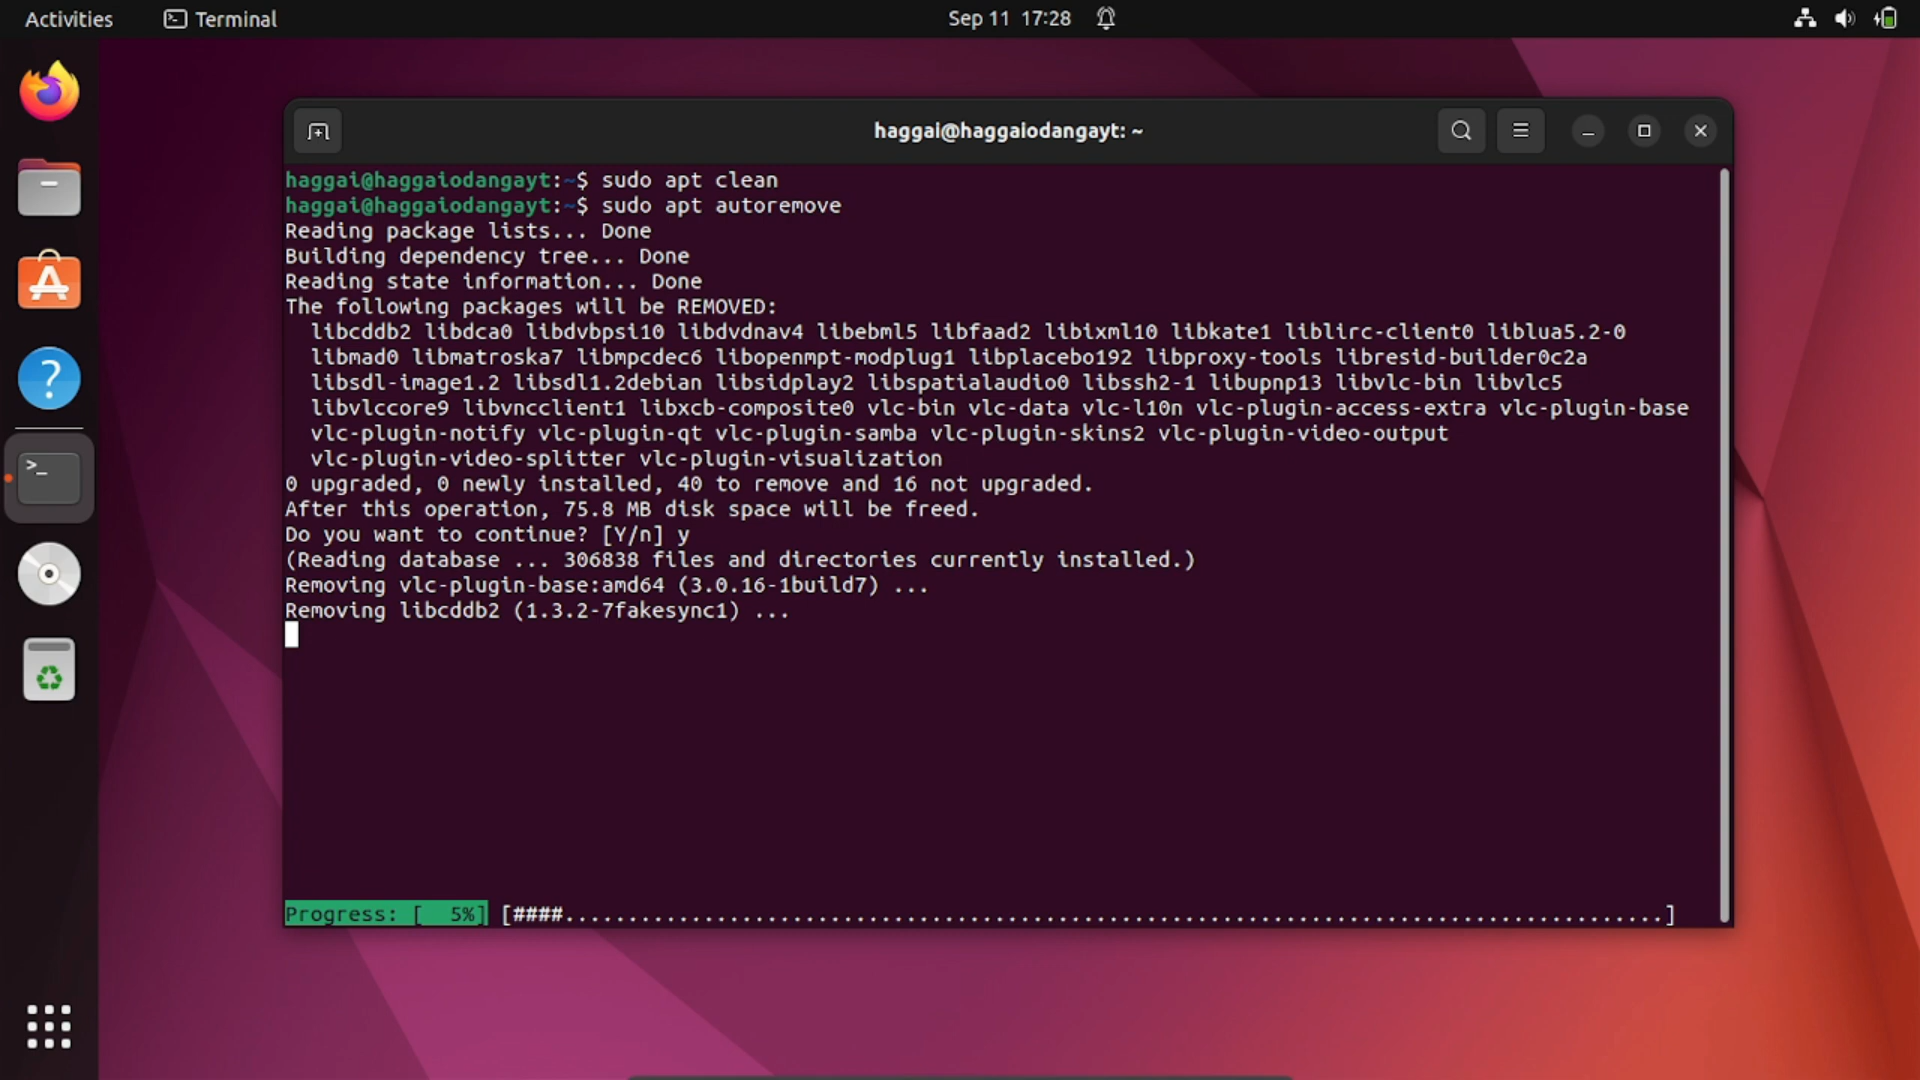 Activities
Terminal
Sep 11 17:28
haggai@haggaiodangayt: ~
haggai@haggaiodangayt:~$ sudo apt clean
haggai@haggaiodangayt:~$ sudo apt autoremove
Reading package lists... Done
Building dependency tree... Done
Reading state information... Done
The following packages will be REMOVED:
  libcddb2 libdca0 libdvbpsi10 libdvdnav4 libebml5 libfaad2 libixml10 libkate1 liblirc-client0 liblua5.2-0
  libmad0 libmatroska7 libmpcdec6 libopenmpt-modplug1 libplacebo192 libproxy-tools libresid-builder0c2a
  libsdl-image1.2 libsdl1.2debian libsidplay2 libspatialaudio0 libssh2-1 libupnp13 libvlc-bin libvlc5
  libvlccore9 libvncclient1 libxcb-composite0 vlc-bin vlc-data vlc-l10n vlc-plugin-access-extra vlc-plugin-base
  vlc-plugin-notify vlc-plugin-qt vlc-plugin-samba vlc-plugin-skins2 vlc-plugin-video-output
  vlc-plugin-video-splitter vlc-plugin-visualization
0 upgraded, 0 newly installed, 40 to remove and 16 not upgraded.
After this operation, 75.8 MB disk space will be freed.
Do you want to continue? [Y/n] y
(Reading database ... 306838 files and directories currently installed.)
Removing vlc-plugin-base:amd64 (3.0.16-1build7) ...
Removing libcddb2 (1.3.2-7fakesync1) ...
Progress: [  5%] [####.......................................................................................]